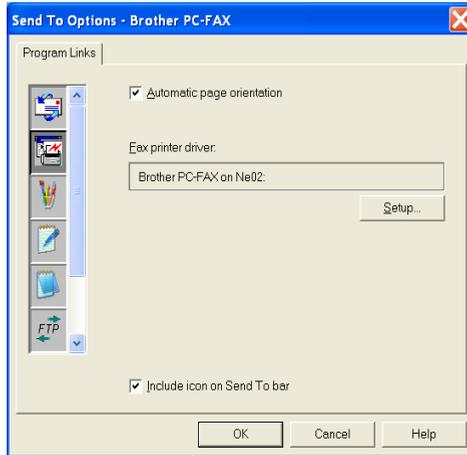 Send To Options - Brother PC-FAX
Program Links
Automatic page orientation
Fax printer driver:
Brother PC-FAX on Ne02:
Setup...
FTP
Include icon on Send To bar
OK
Cancel
Help